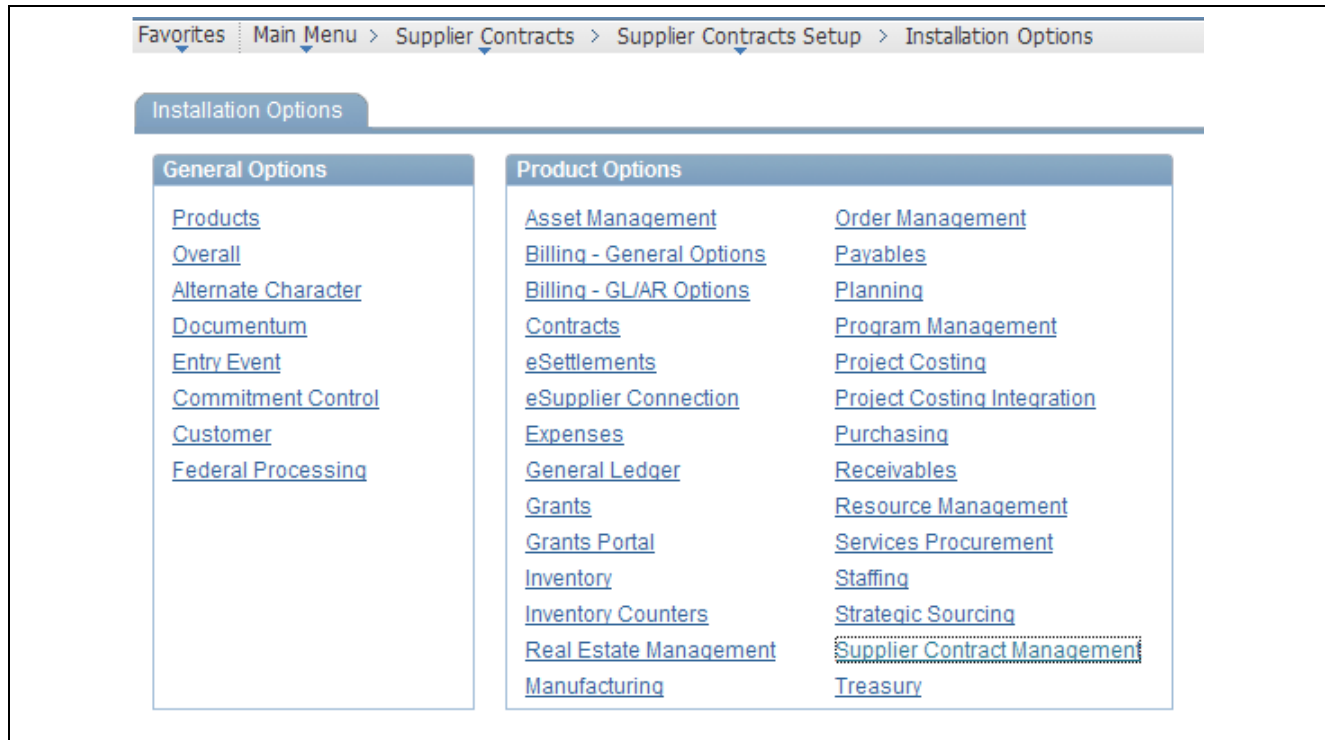 Favorites Main Menu > Supplier Contracts > Supplier Contracts Setup > Installation Options
Installation Options
General Options
Products
Overall
Alternate Character
Documentum
Entry Event
Commitment Control
Customer
Federal Processing
Product Options
Asset Management
Billing - General Options
Billing - GL/AR Options
Contracts
eSettlements
eSupplier Connection
Expenses
General Ledger
Grants
Grants Portal
Inventory
Inventory Counters
Real Estate Management
Manufacturing
Order Management
Payables
Planning
Program Management
Project Costing
Project Costing Integration
Purchasing
Receivables
Resource Management
Services Procurement
Staffing
Strategic Sourcing
Supplier Contract Management
Treasury